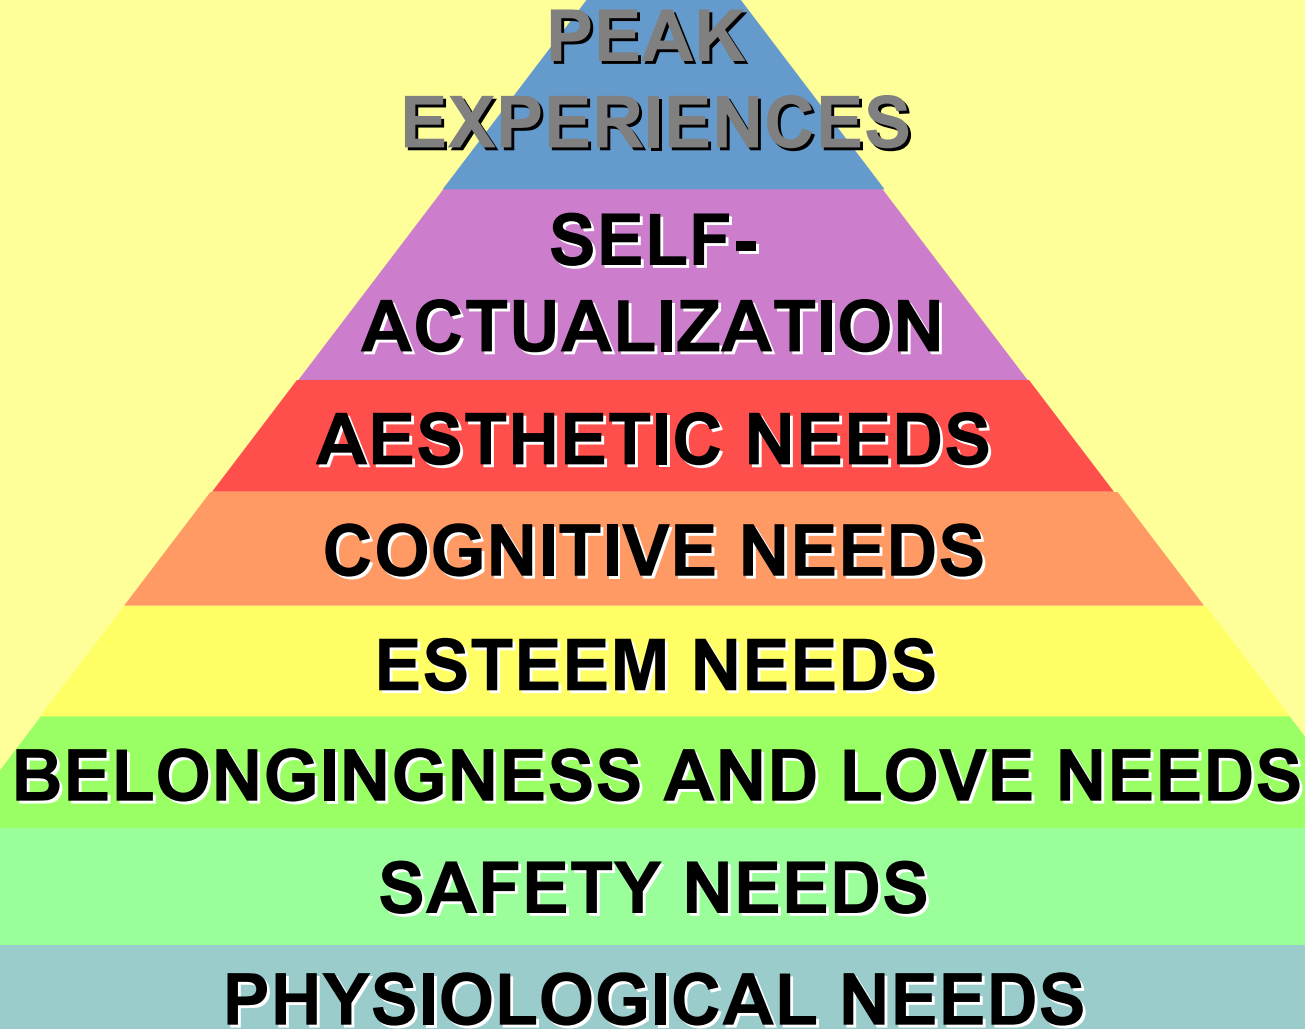 PEAK
EXPERIENCES
SELF-
ACTUALIZATION
AESTHETIC NEEDS
COGNITIVE NEEDS
ESTEEM NEEDS
BELONGINGNESS AND LOVE NEEDS
SAFETY NEEDS
PHYSIOLOGICAL NEEDS